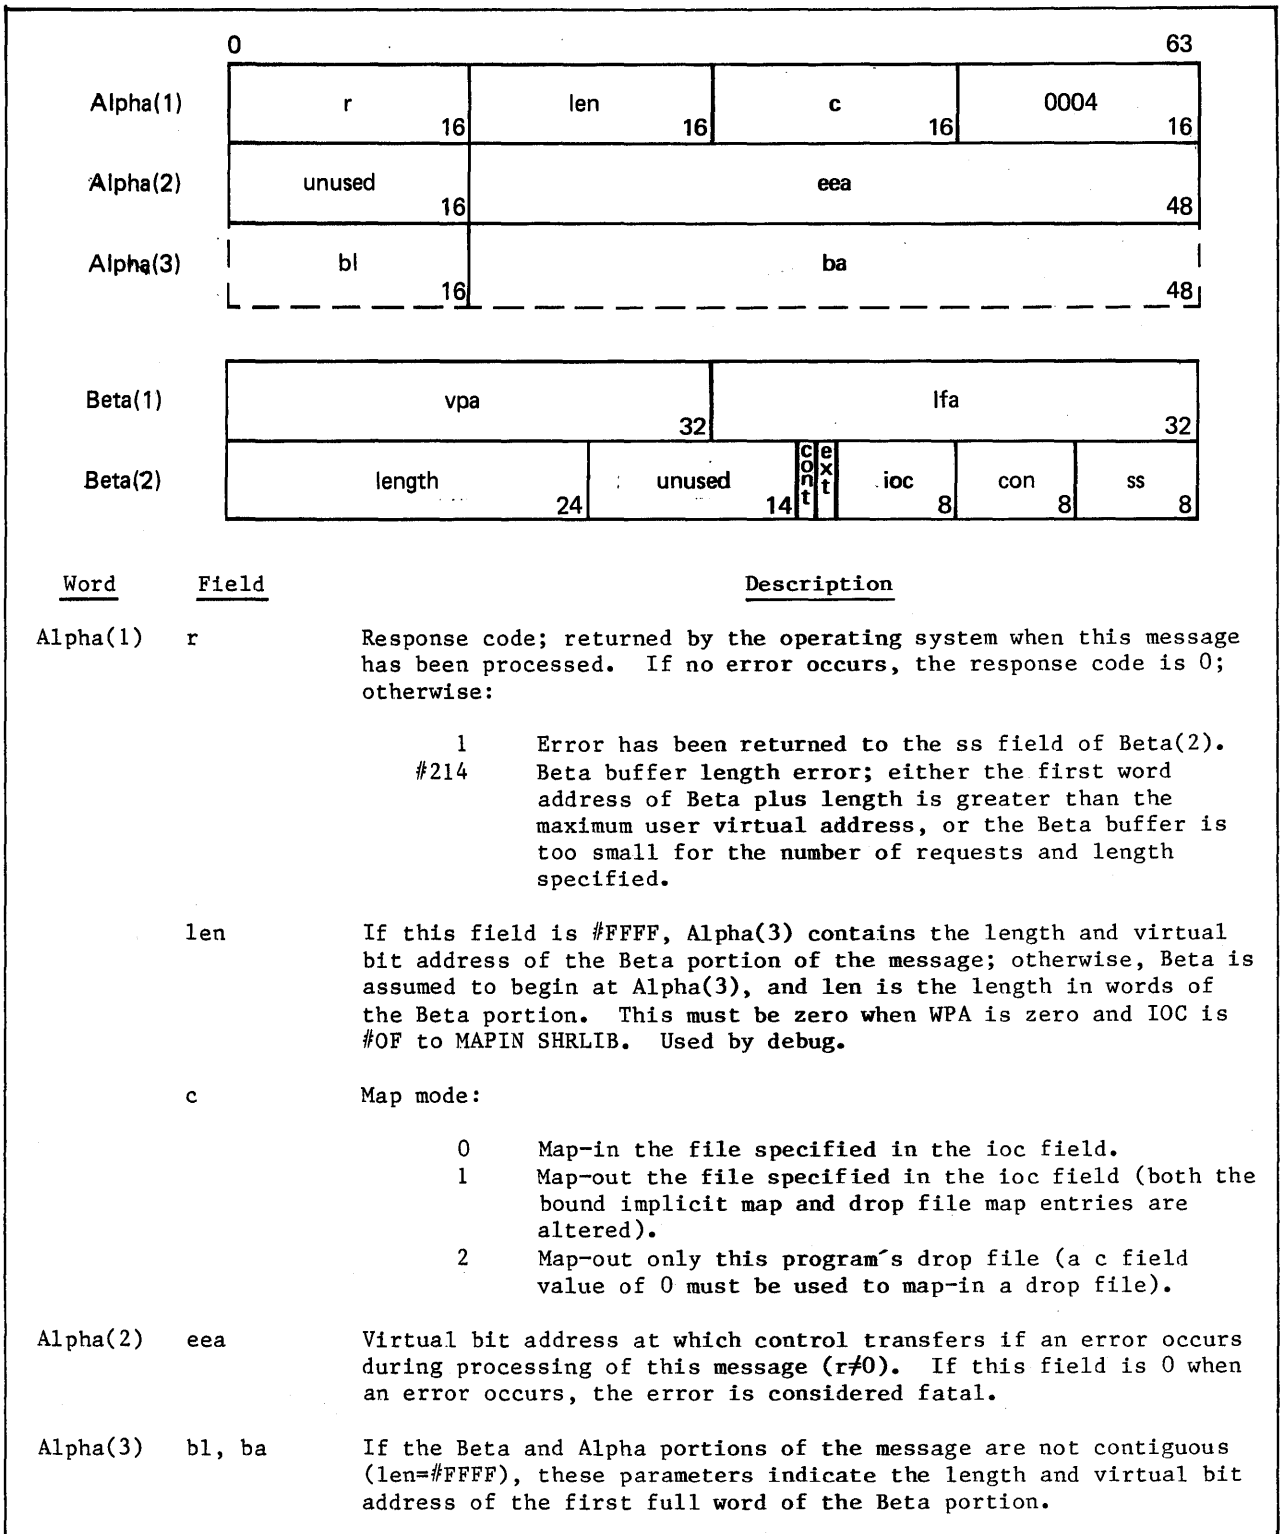 0 63
Alpha(1) r 16 len 16 c 16 0004 16
Alpha(2) unused 16 eea 48
Alpha(3) bl 16 ba 48
Beta(1) vpa 32 lfa 32
Beta(2) length 24 unused 14 cont ext ioc 8 con 8 ss 8
Word Field Description
Alpha(1) r Response code; returned by the operating system when this message
has been processed. If no error occurs, the response code is 0;
otherwise:
1 Error has been returned to the ss field of Beta(2).
#214 Beta buffer length error; either the first word
address of Beta plus length is greater than the
maximum user virtual address, or the Beta buffer is
too small for the number of requests and length
specified.
len If this field is #FFFF, Alpha(3) contains the length and virtual
bit address of the Beta portion of the message; otherwise, Beta is
assumed to begin at Alpha(3), and len is the length in words of
the Beta portion. This must be zero when WPA is zero and IOC is
#OF to MAPIN SHRLIB. Used by debug.
c Map mode:
0 Map-in the file specified in the ioc field.
1 Map-out the file specified in the ioc field (both the
bound implicit map and drop file map entries are
altered).
2 Map-out only this program's drop file (a c field
value of 0 must be used to map-in a drop file).
Alpha(2) eea Virtual bit address at which control transfers if an error occurs
during processing of this message (r≠0). If this field is 0 when
an error occurs, the error is considered fatal.
Alpha(3) bl, ba If the Beta and Alpha portions of the message are not contiguous
(len=#FFFF), these parameters indicate the length and virtual bit
address of the first full word of the Beta portion.